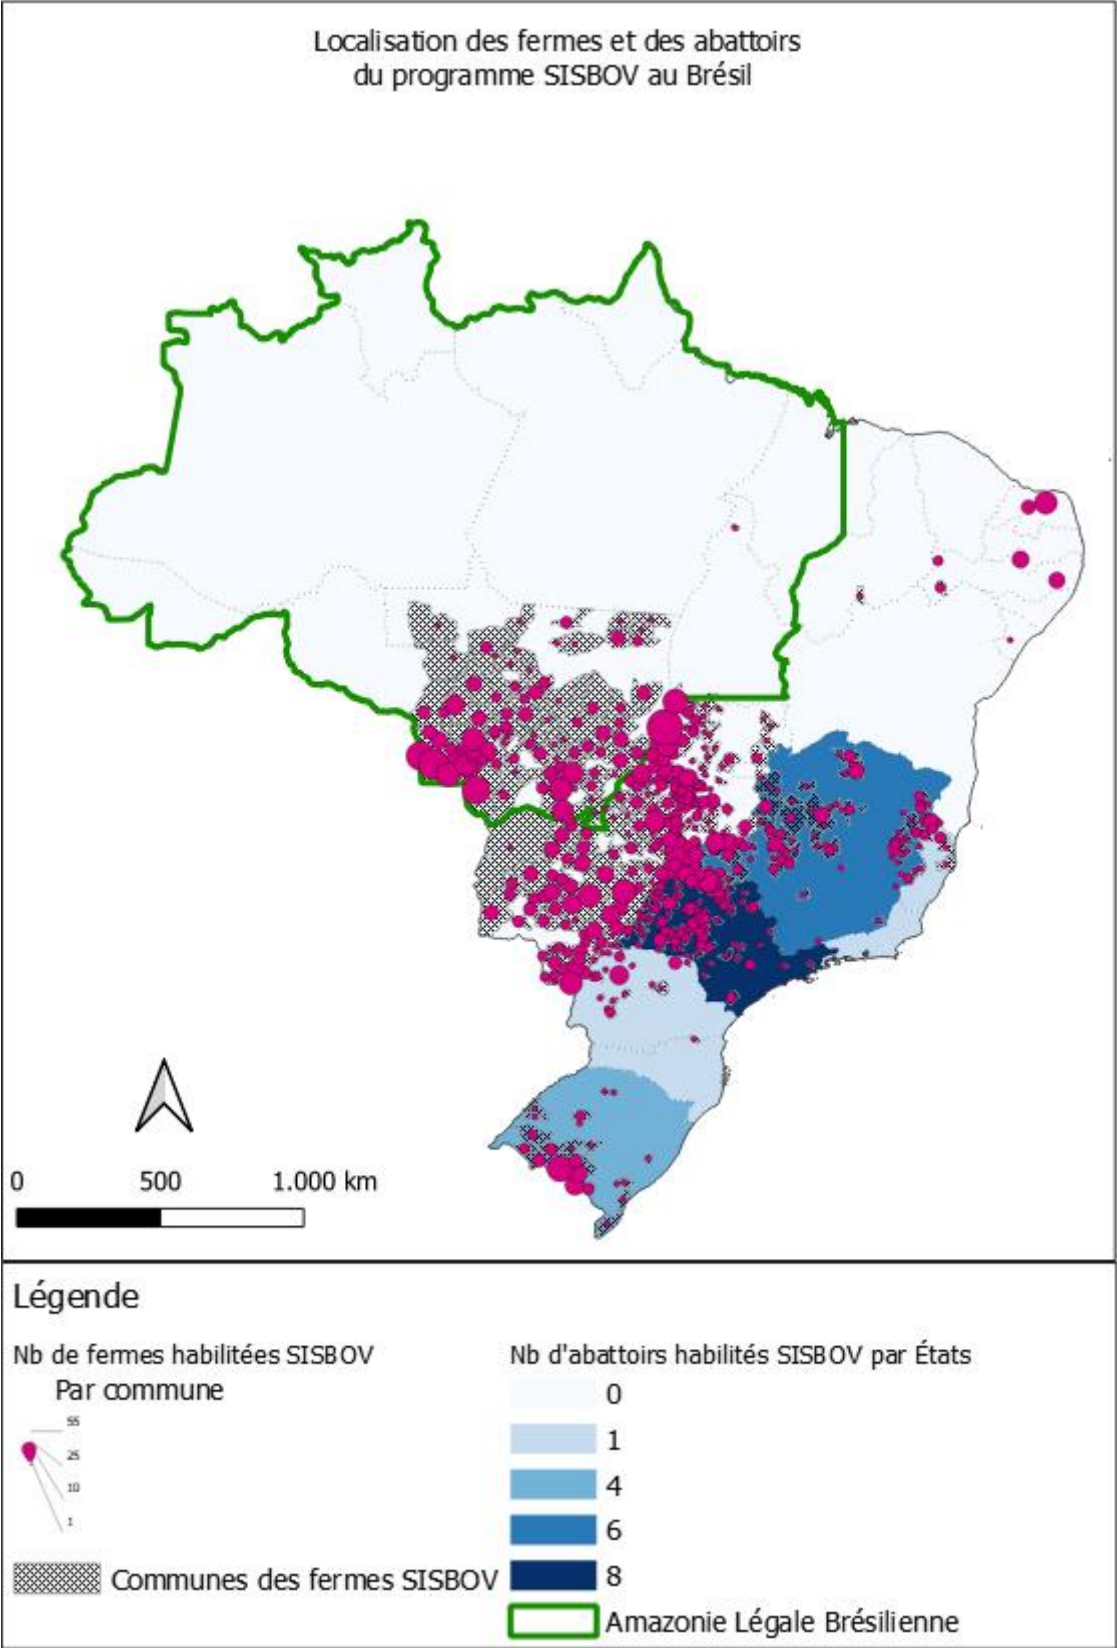 Localisation des fermes et des abattoirs
du programme SISBOV au Brésil
0 500 1.000 km
Légende
Nb de fermes habilitées SISBOV
Par commune
55
25
10
1
Communes des fermes SISBOV
Nb d'abattoirs habilités SISBOV par États
0
1
4
6
8
Amazonie Légale Brésilienne